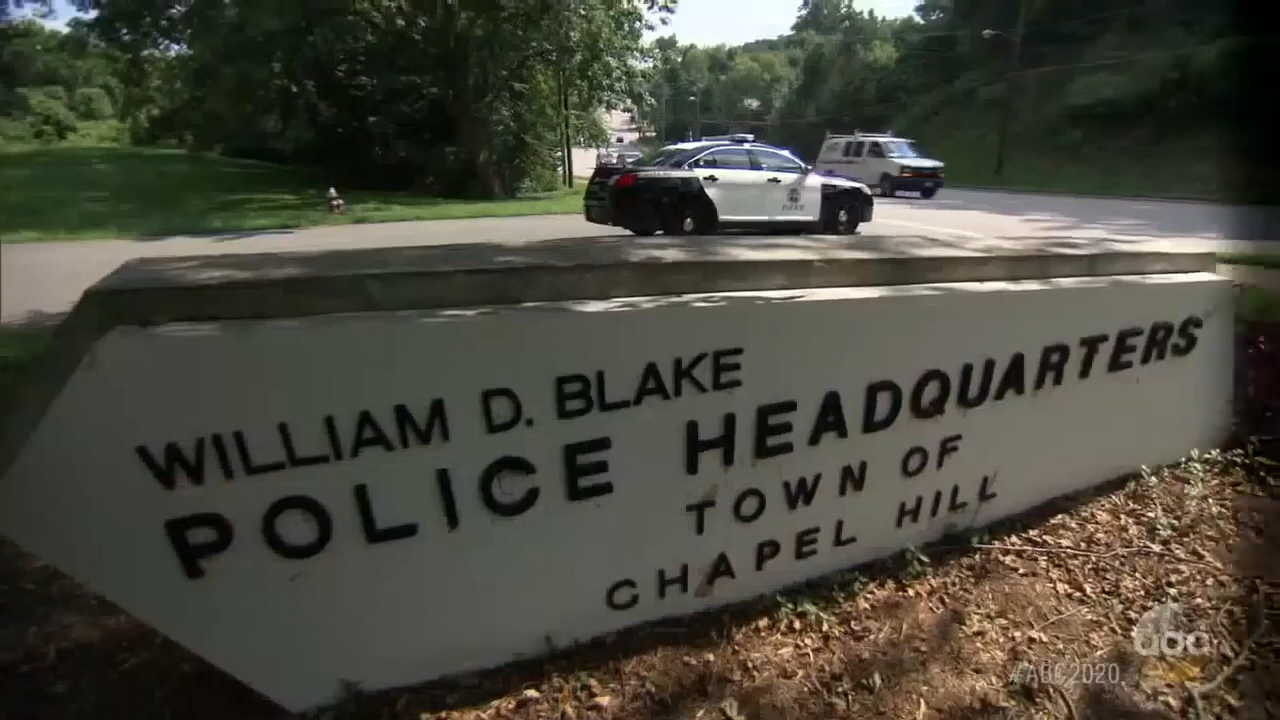 WILLIAM D. BLAKE
POLICE HEADQUARTERS
TOWN OF
CHAPEL HILL
abc
#ABC2020